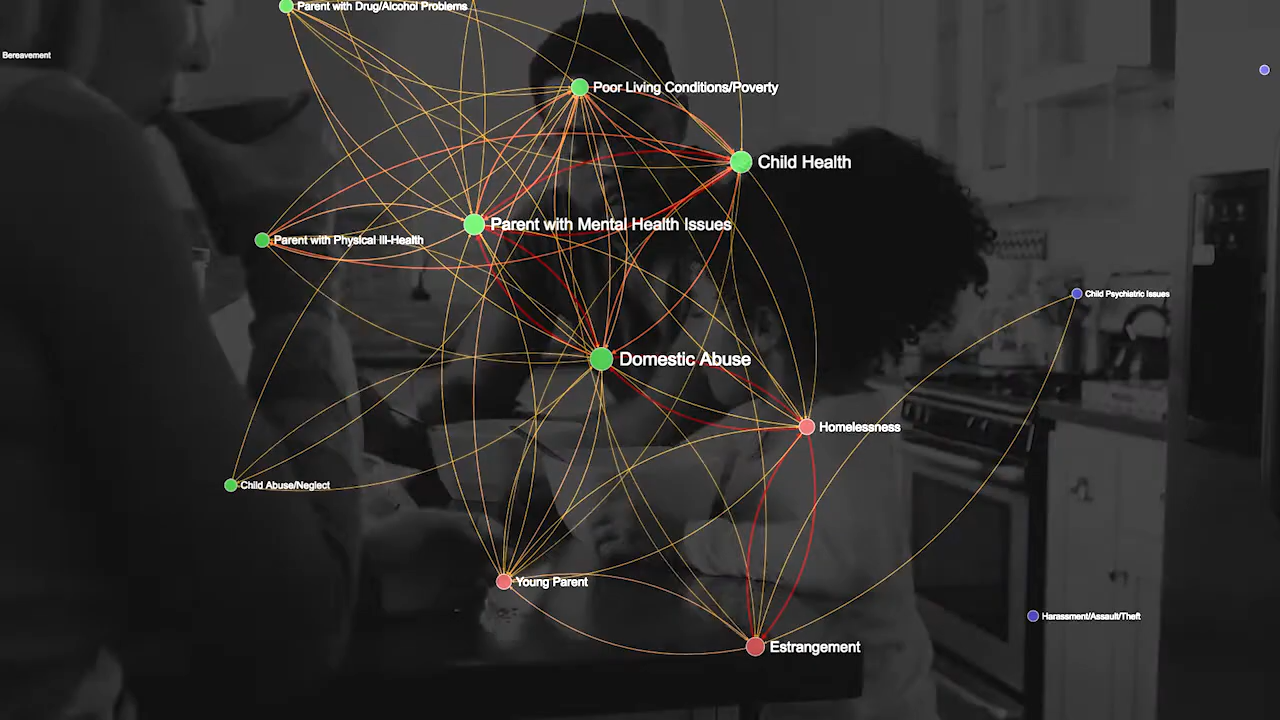 Parent with Drug/Alcohol Problems
Bereavement
Poor Living Conditions/Poverty
Child Health
Parent with Mental Health Issues
Parent with Physical Ill-Health
Child Psychiatric Issues
Domestic Abuse
Homelessness
Child Abuse/Neglect
Young Parent
Harassment/Assault/Theft
Estrangement